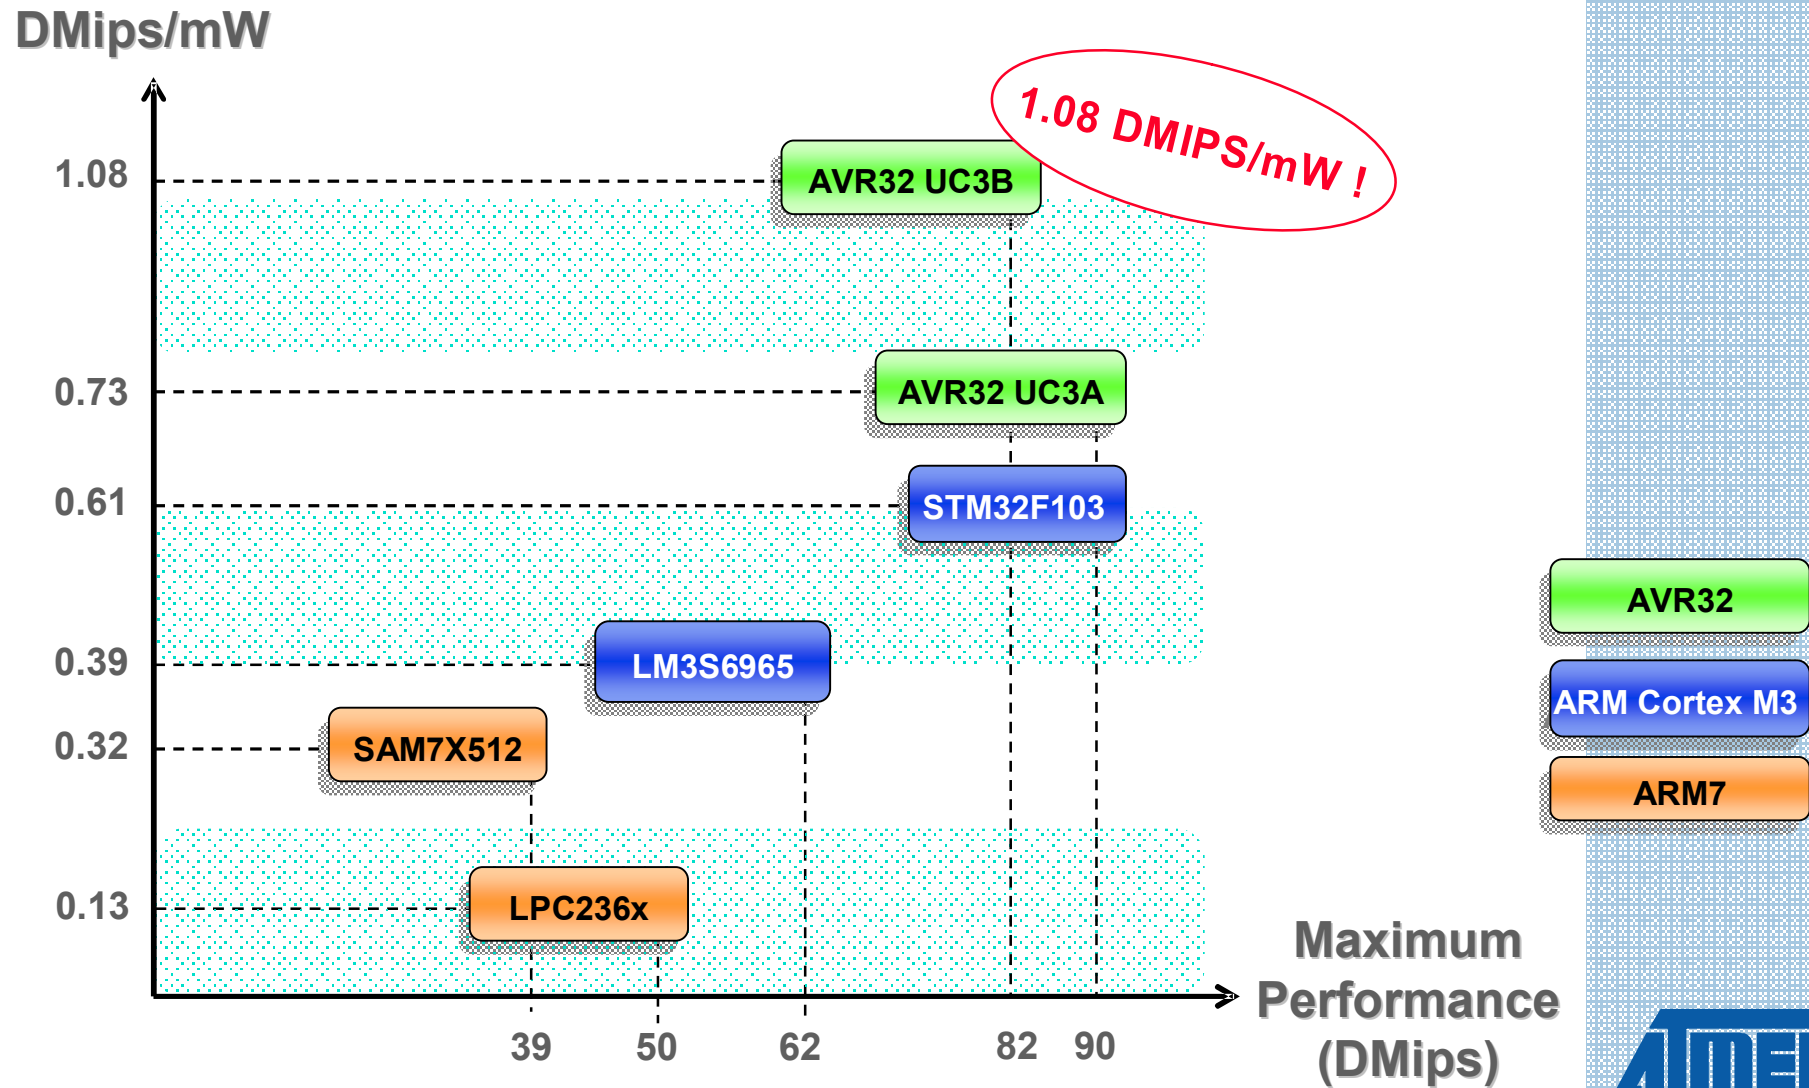 DMips/mW
1.08 DMIPS/mW !
1.08
AVR32 UC3B
0.73
AVR32 UC3A
0.61
STM32F103
AVR32
0.39
LM3S6965
ARM Cortex M3
0.32
SAM7X512
ARM7
0.13
LPC236x
Maximum
Performance
(DMips)
39 50 62 82 90
ATMEL